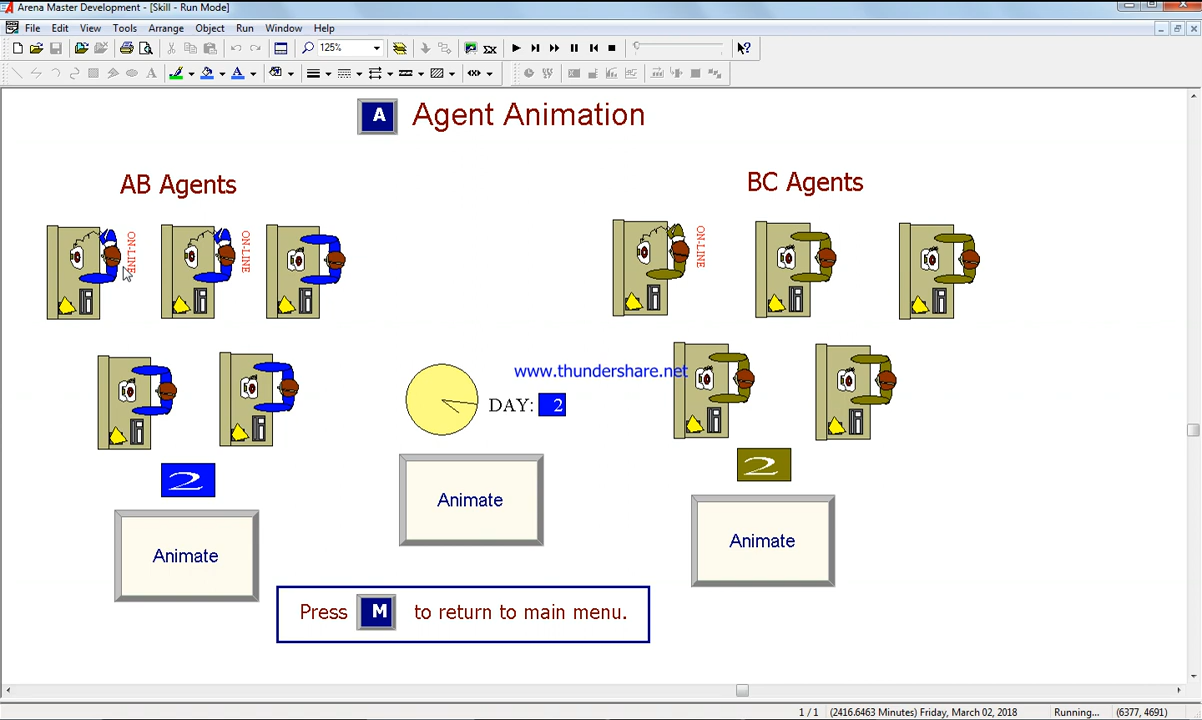 Arena Master Development - [Skill - Run Mode]
File Edit View Tools Arrange Object Run Window Help
125%
A Agent Animation
AB Agents
BC Agents
ON-LINE
ON-LINE
ON-LINE
www.thundershare.net
DAY: 2
2
2
Animate
Animate
Animate
Press M to return to main menu.
1 / 1 (2416.6463 Minutes) Friday, March 02, 2018 Running... (6377, 4691)